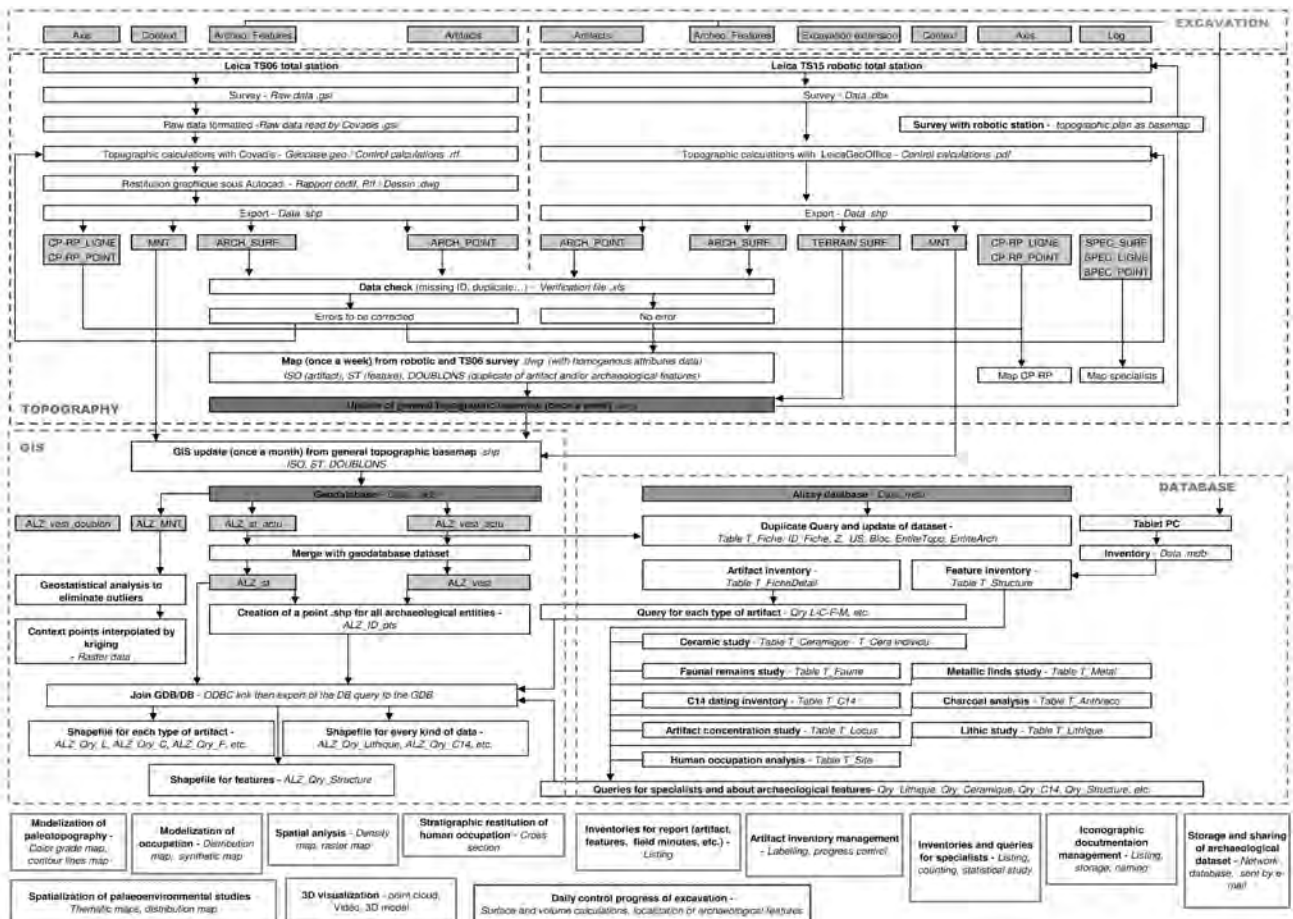 EXCAVATION
Axis
Context
Archeo. Features
Artifacts
Artifacts
Archeo. Features
Excavation extension
Context
Axis
Log
Leica TS06 total station
Leica TS15 robotic total station
Survey - Raw data .gsi
Survey - Data .dbx
Raw data formatted -Raw data read by Covadis .gsi
Survey with robotic station - topographic plan as basemap
Topographic calculations with Covadis - Geobase.geo / Control calculations .rtf
Topographic calculations with LeicaGeoOffice - Control calculations .pdf
Restitution graphique sous Autocad - Rapport codif, Rtf / Dessin .dwg
Export - Data .shp
Export - Data .shp
CP-RP_LIGNE
CP-RP_POINT
MNT
ARCH_SURF
ARCH_POINT
ARCH_POINT
ARCH_SURF
TERRAIN SURF
MNT
CP-RP_LIGNE
CP-RP_POINT
SPEC_SURF
SPEC_LIGNE
SPEC_POINT
Data check (missing ID, duplicate...) - Verification file .xls
Errors to be corrected
No error
Map (once a week) from robotic and TS06 survey .dwg (with homogenous attributes data)
ISO (artifact), ST (feature), DOUBLONS (duplicate of artifact and/or archaeological features)
Map CP-RP
Map specialists
TOPOGRAPHY
Update of general topographic basemap (once a week) .dwg
GIS
GIS update (once a month) from general topographic basemap .shp
ISO, ST, DOUBLONS
DATABASE
Geodatabase
Alizay database - Data .mdb
ALZ_vest_doublon
ALZ_MNT
ALZ_st_actu
ALZ_vest_actu
Duplicate Query and update of dataset -
Table T_Fiche: ID_Fiche, Z, US, Bloc, EntiteTopo, EntiteArch
Tablet PC
Merge with geodatabase dataset
Inventory - Data .mdb
Geostatistical analysis to
eliminate outliers
ALZ_st
ALZ_vest
Artifact inventory -
Table T_FicheDetail
Feature inventory -
Table T_Structure
Creation of a point .shp for all archaeological entities -
ALZ_ID_pts
Query for each type of artifact - Qry L-C-F-M, etc.
Context points interpolated by
kriging
- Raster data
Ceramic study - Table T_Ceramique - T_Cera Individu
Faunal remains study - Table T_Faune
Metallic finds study - Table T_Metal
Join GDB/DB - ODBC link then export of the DB query to the GDB
C14 dating inventory - Table T_C14
Charcoal analysis - Table T_Anthraco
Shapefile for each type of artifact -
ALZ_Qry_L, ALZ_Qry_C, ALZ_Qry_F, etc.
Shapefile for every kind of data -
ALZ_Qry_Lithique, ALZ_Qry_C14, etc.
Artifact concentration study - Table T_Locus
Lithic study - Table T_Lithique
Human occupation analysis - Table T_Site
Shapefile for features - ALZ_Qry_Structure
Queries for specialists and about archaeological features- Qry_Lithique, Qry_Ceramique, Qry_C14, Qry_Structure, etc.
Modelization of
paleotopography -
Color grade map,
contour lines map
Modelization of
occupation - Distribution
map, synthetic map
Spatial anlysis - Density
map, raster map
Stratigraphic restitution of
human occupation - Cross
section
Inventories for report (artifact,
features, field minutes, etc.) -
Listing
Artifact inventory management
- Labelling, progress control
Inventories and queries
for specialists - Listing,
counting, statistical study
Iconographic
docutmentaion
management - Listing,
storage, naming
Storage and sharing
of archaeological
dataset - Network
database, sent by e-
mail
Spatialization of palaeoenvironmental studies
Thematic maps, distribution map
3D visualization - point cloud,
Video, 3D model
Daily control progress of excavation -
Surface and volume calculations, localization of archaeological features